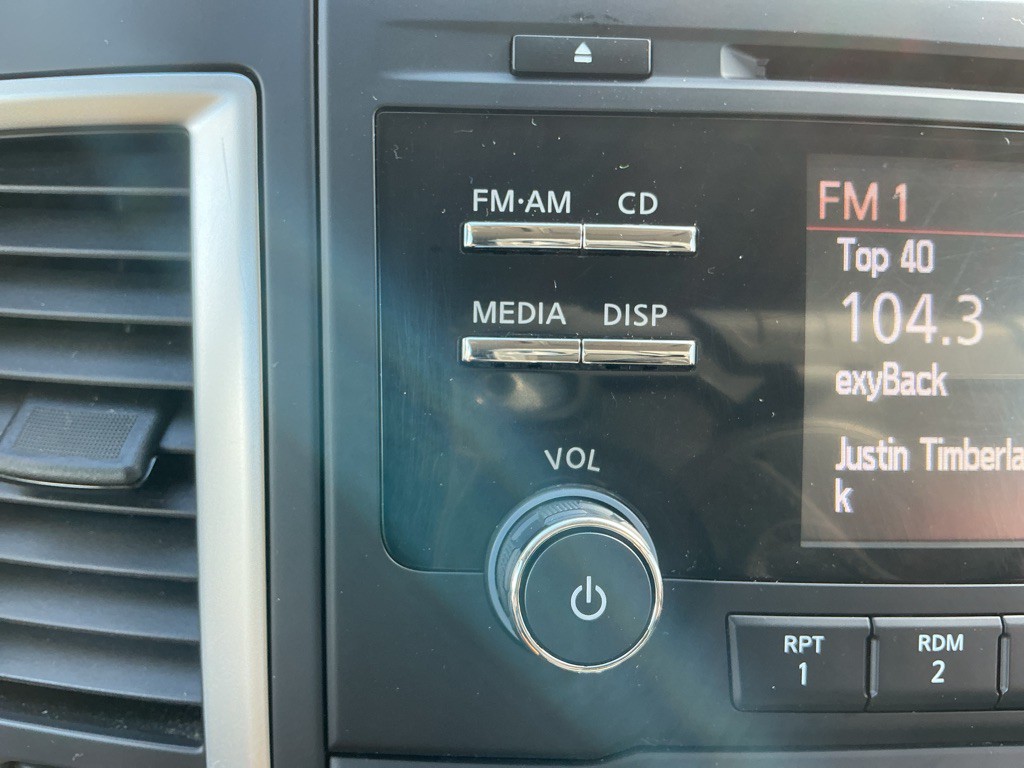 FM·AM CD
MEDIA DISP
VOL
FM 1
Top 40
104.3
exyBack
Justin Timberla
k
RPT
1
RDM
2